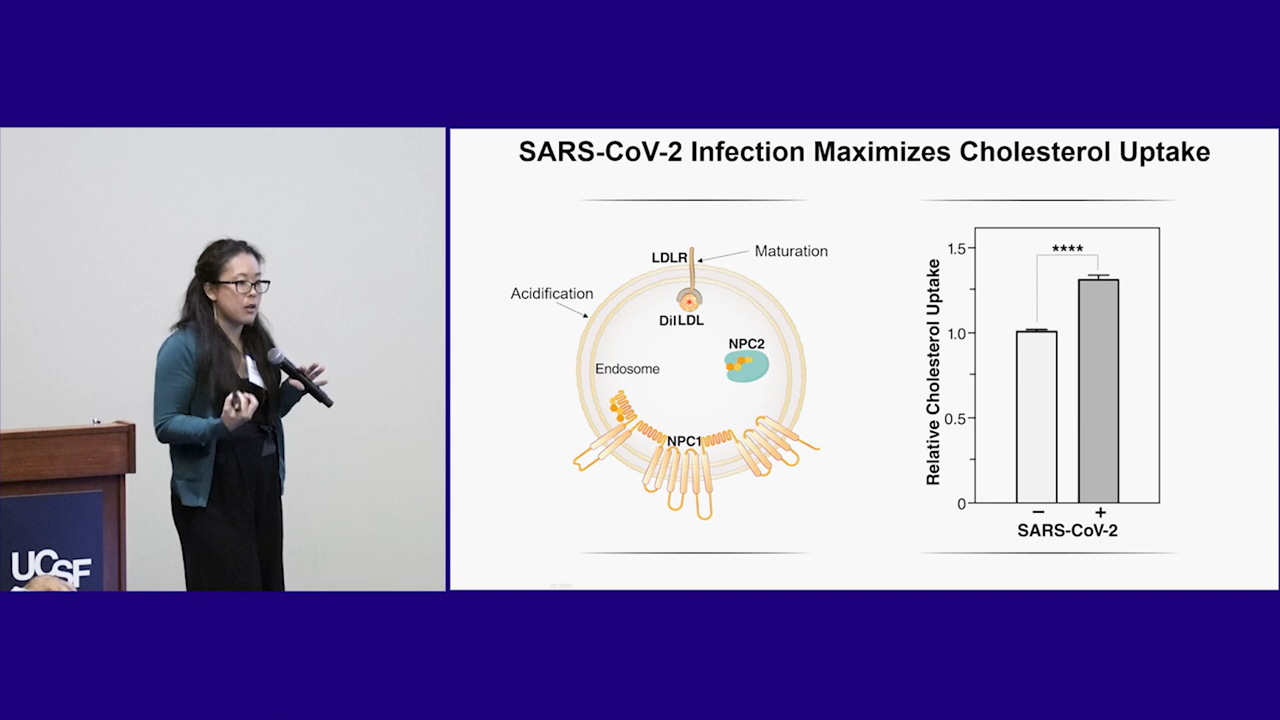 SARS-CoV-2 Infection Maximizes Cholesterol Uptake
LDLR
Maturation
Acidification
DiI LDL
NPC2
Endosome
NPC1
Relative Cholesterol Uptake
1.5
1.0
0.5
0
****
−
+
SARS-CoV-2
UCSF